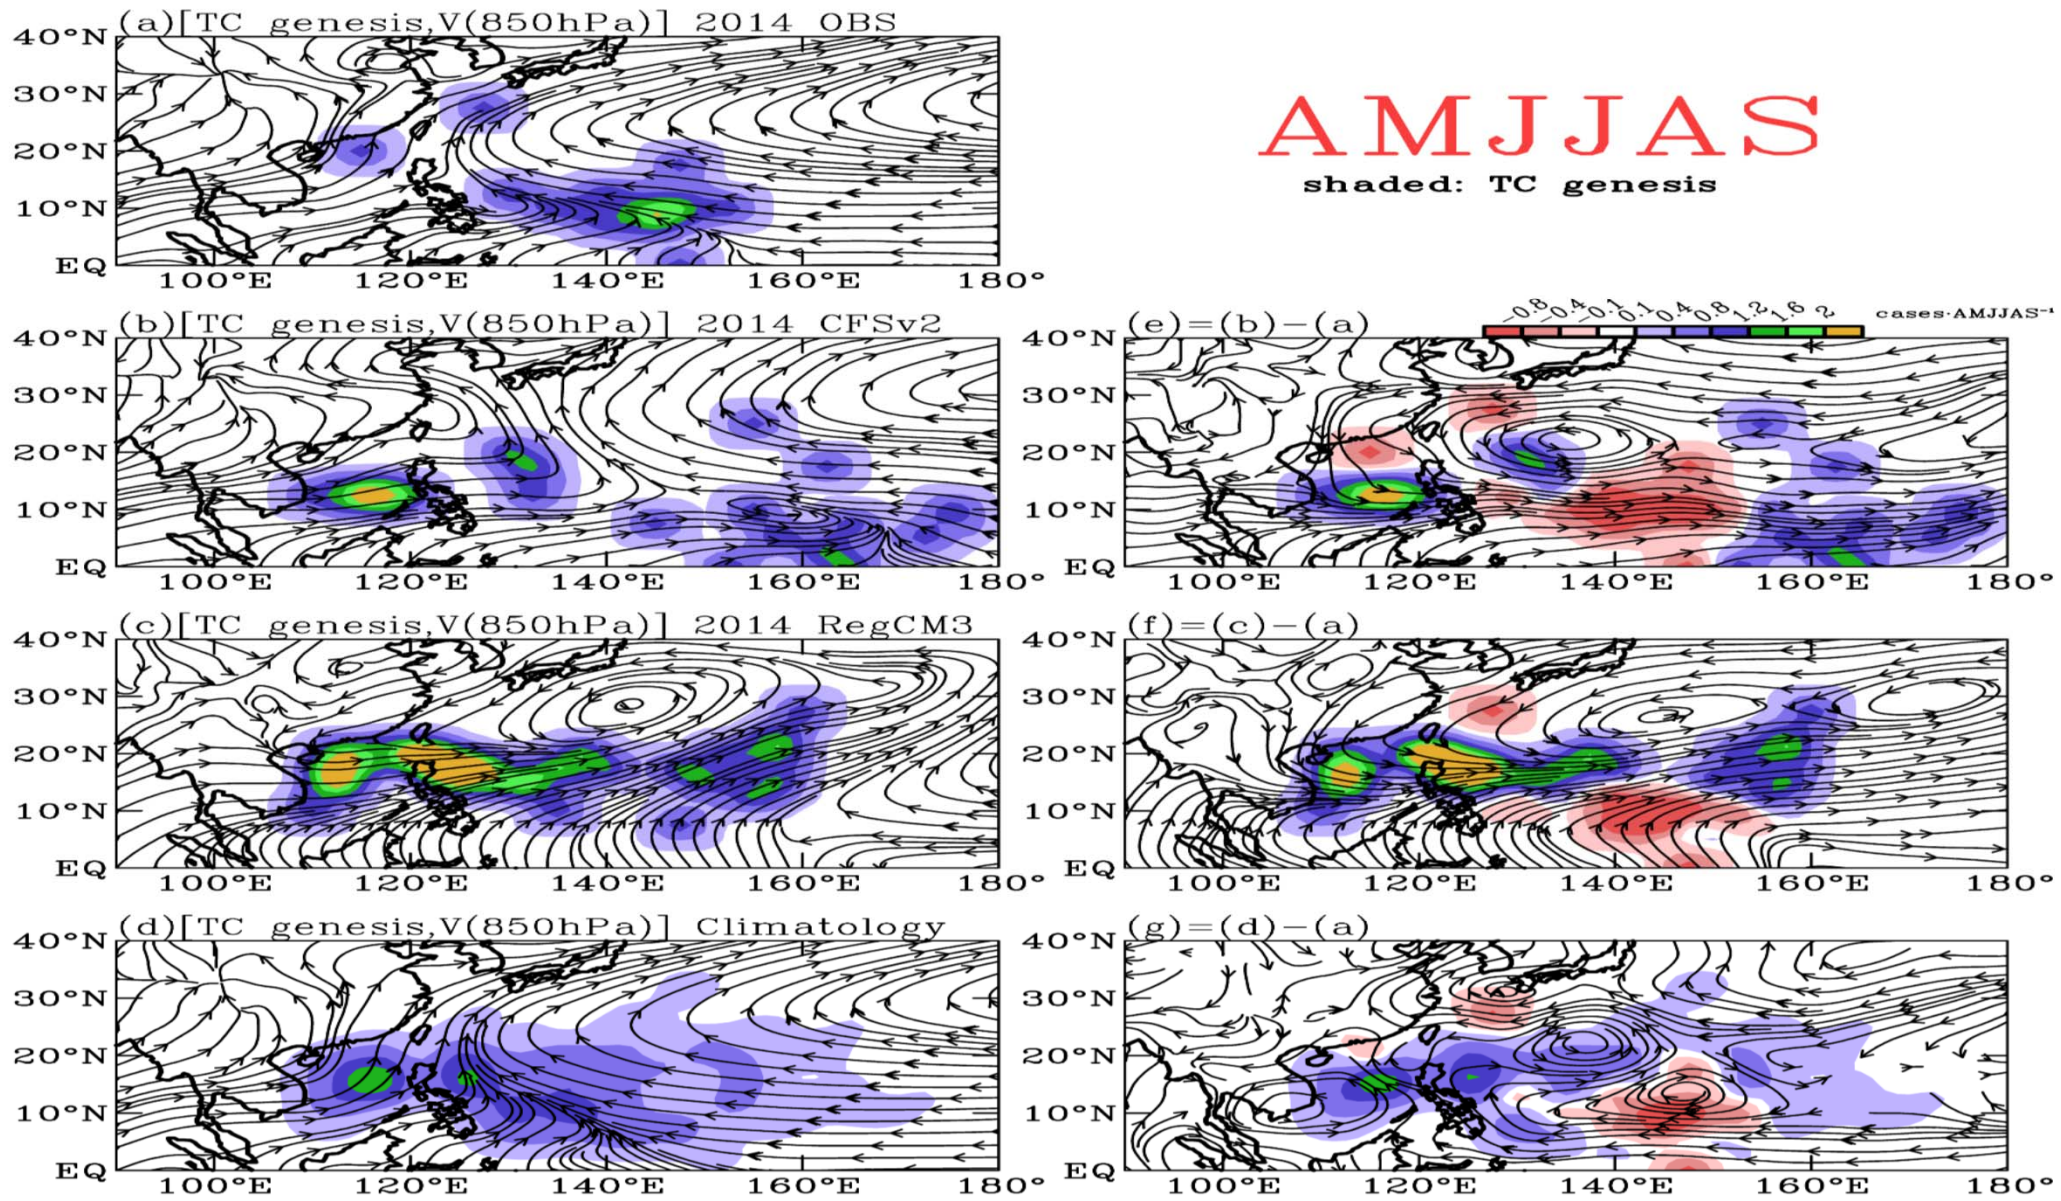 (a)[TC genesis,V(850hPa)] 2014 OBS
40°N
30°N
20°N
10°N
EQ
100°E 120°E 140°E 160°E 180°
AMJJAS
shaded: TC genesis
(b)[TC genesis,V(850hPa)] 2014 CFSv2
40°N
30°N
20°N
10°N
EQ
100°E 120°E 140°E 160°E 180°
-0.8 -0.4 -0.1 0.1 0.4 0.8 1.2 1.6 2 cases·AMJJAS⁻¹
(e)=(b)-(a)
40°N
30°N
20°N
10°N
EQ
100°E 120°E 140°E 160°E 180°
(c)[TC genesis,V(850hPa)] 2014 RegCM3
40°N
30°N
20°N
10°N
EQ
100°E 120°E 140°E 160°E 180°
(f)=(c)-(a)
40°N
30°N
20°N
10°N
EQ
100°E 120°E 140°E 160°E 180°
(d)[TC genesis,V(850hPa)] Climatology
40°N
30°N
20°N
10°N
EQ
100°E 120°E 140°E 160°E 180°
(g)=(d)-(a)
40°N
30°N
20°N
10°N
EQ
100°E 120°E 140°E 160°E 180°